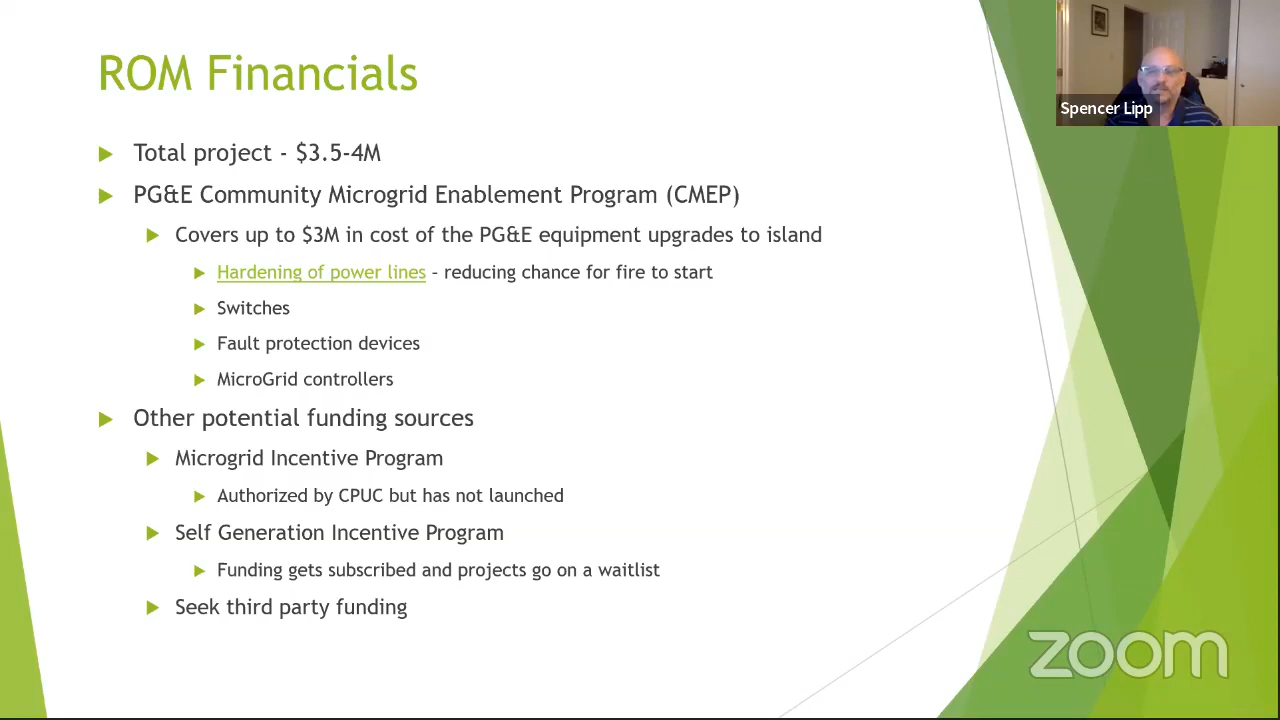 ROM Financials
Spencer Lipp
Total project - $3.5-4M
PG&E Community Microgrid Enablement Program (CMEP)
Covers up to $3M in cost of the PG&E equipment upgrades to island
Hardening of power lines – reducing chance for fire to start
Switches
Fault protection devices
MicroGrid controllers
Other potential funding sources
Microgrid Incentive Program
Authorized by CPUC but has not launched
Self Generation Incentive Program
Funding gets subscribed and projects go on a waitlist
Seek third party funding
zoom